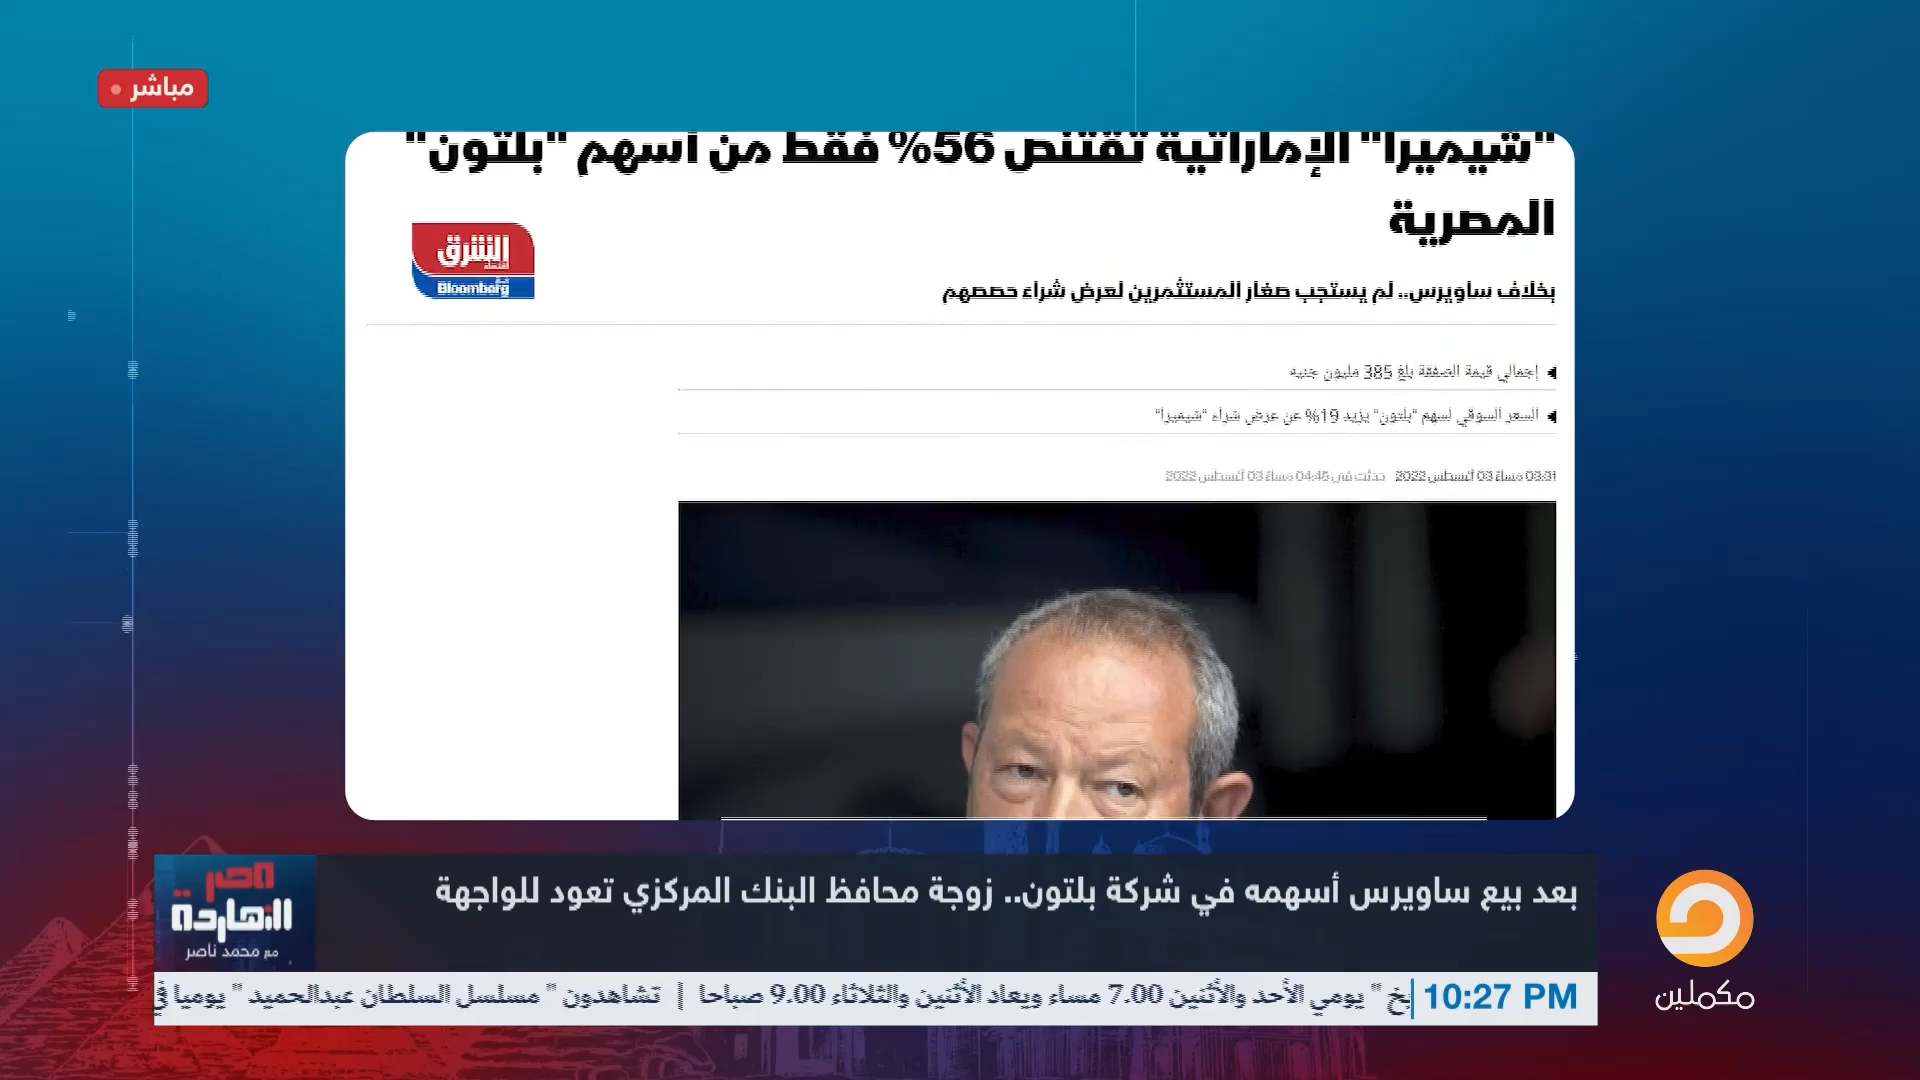 مباشر
"شيميرا" الإماراتية تقتنص 56% فقط من أسهم "بلتون"
المصرية
الشرق
Bloomberg
بخلاف ساويرس.. لم يستجب صغار المستثمرين لعرض شراء حصصهم
إجمالي قيمة الصفقة بلغ 385 مليون جنيه
السعر السوقي لسهم "بلتون" يزيد 19% عن عرض شراء "شيميرا"
03:31 مساءً 03 أغسطس 2022 حدثت في 04:45 مساءً 03 أغسطس 2022
مصر
النهاردة
مع محمد ناصر
بعد بيع ساويرس أسهمه في شركة بلتون.. زوجة محافظ البنك المركزي تعود للواجهة
يخ " يومي الأحد والأثنين 7.00 مساء ويعاد الأثنين والثلاثاء 9.00 صباحا | تشاهدون " مسلسل السلطان عبدالحميد " يوميا في
10:27 PM
مكملين